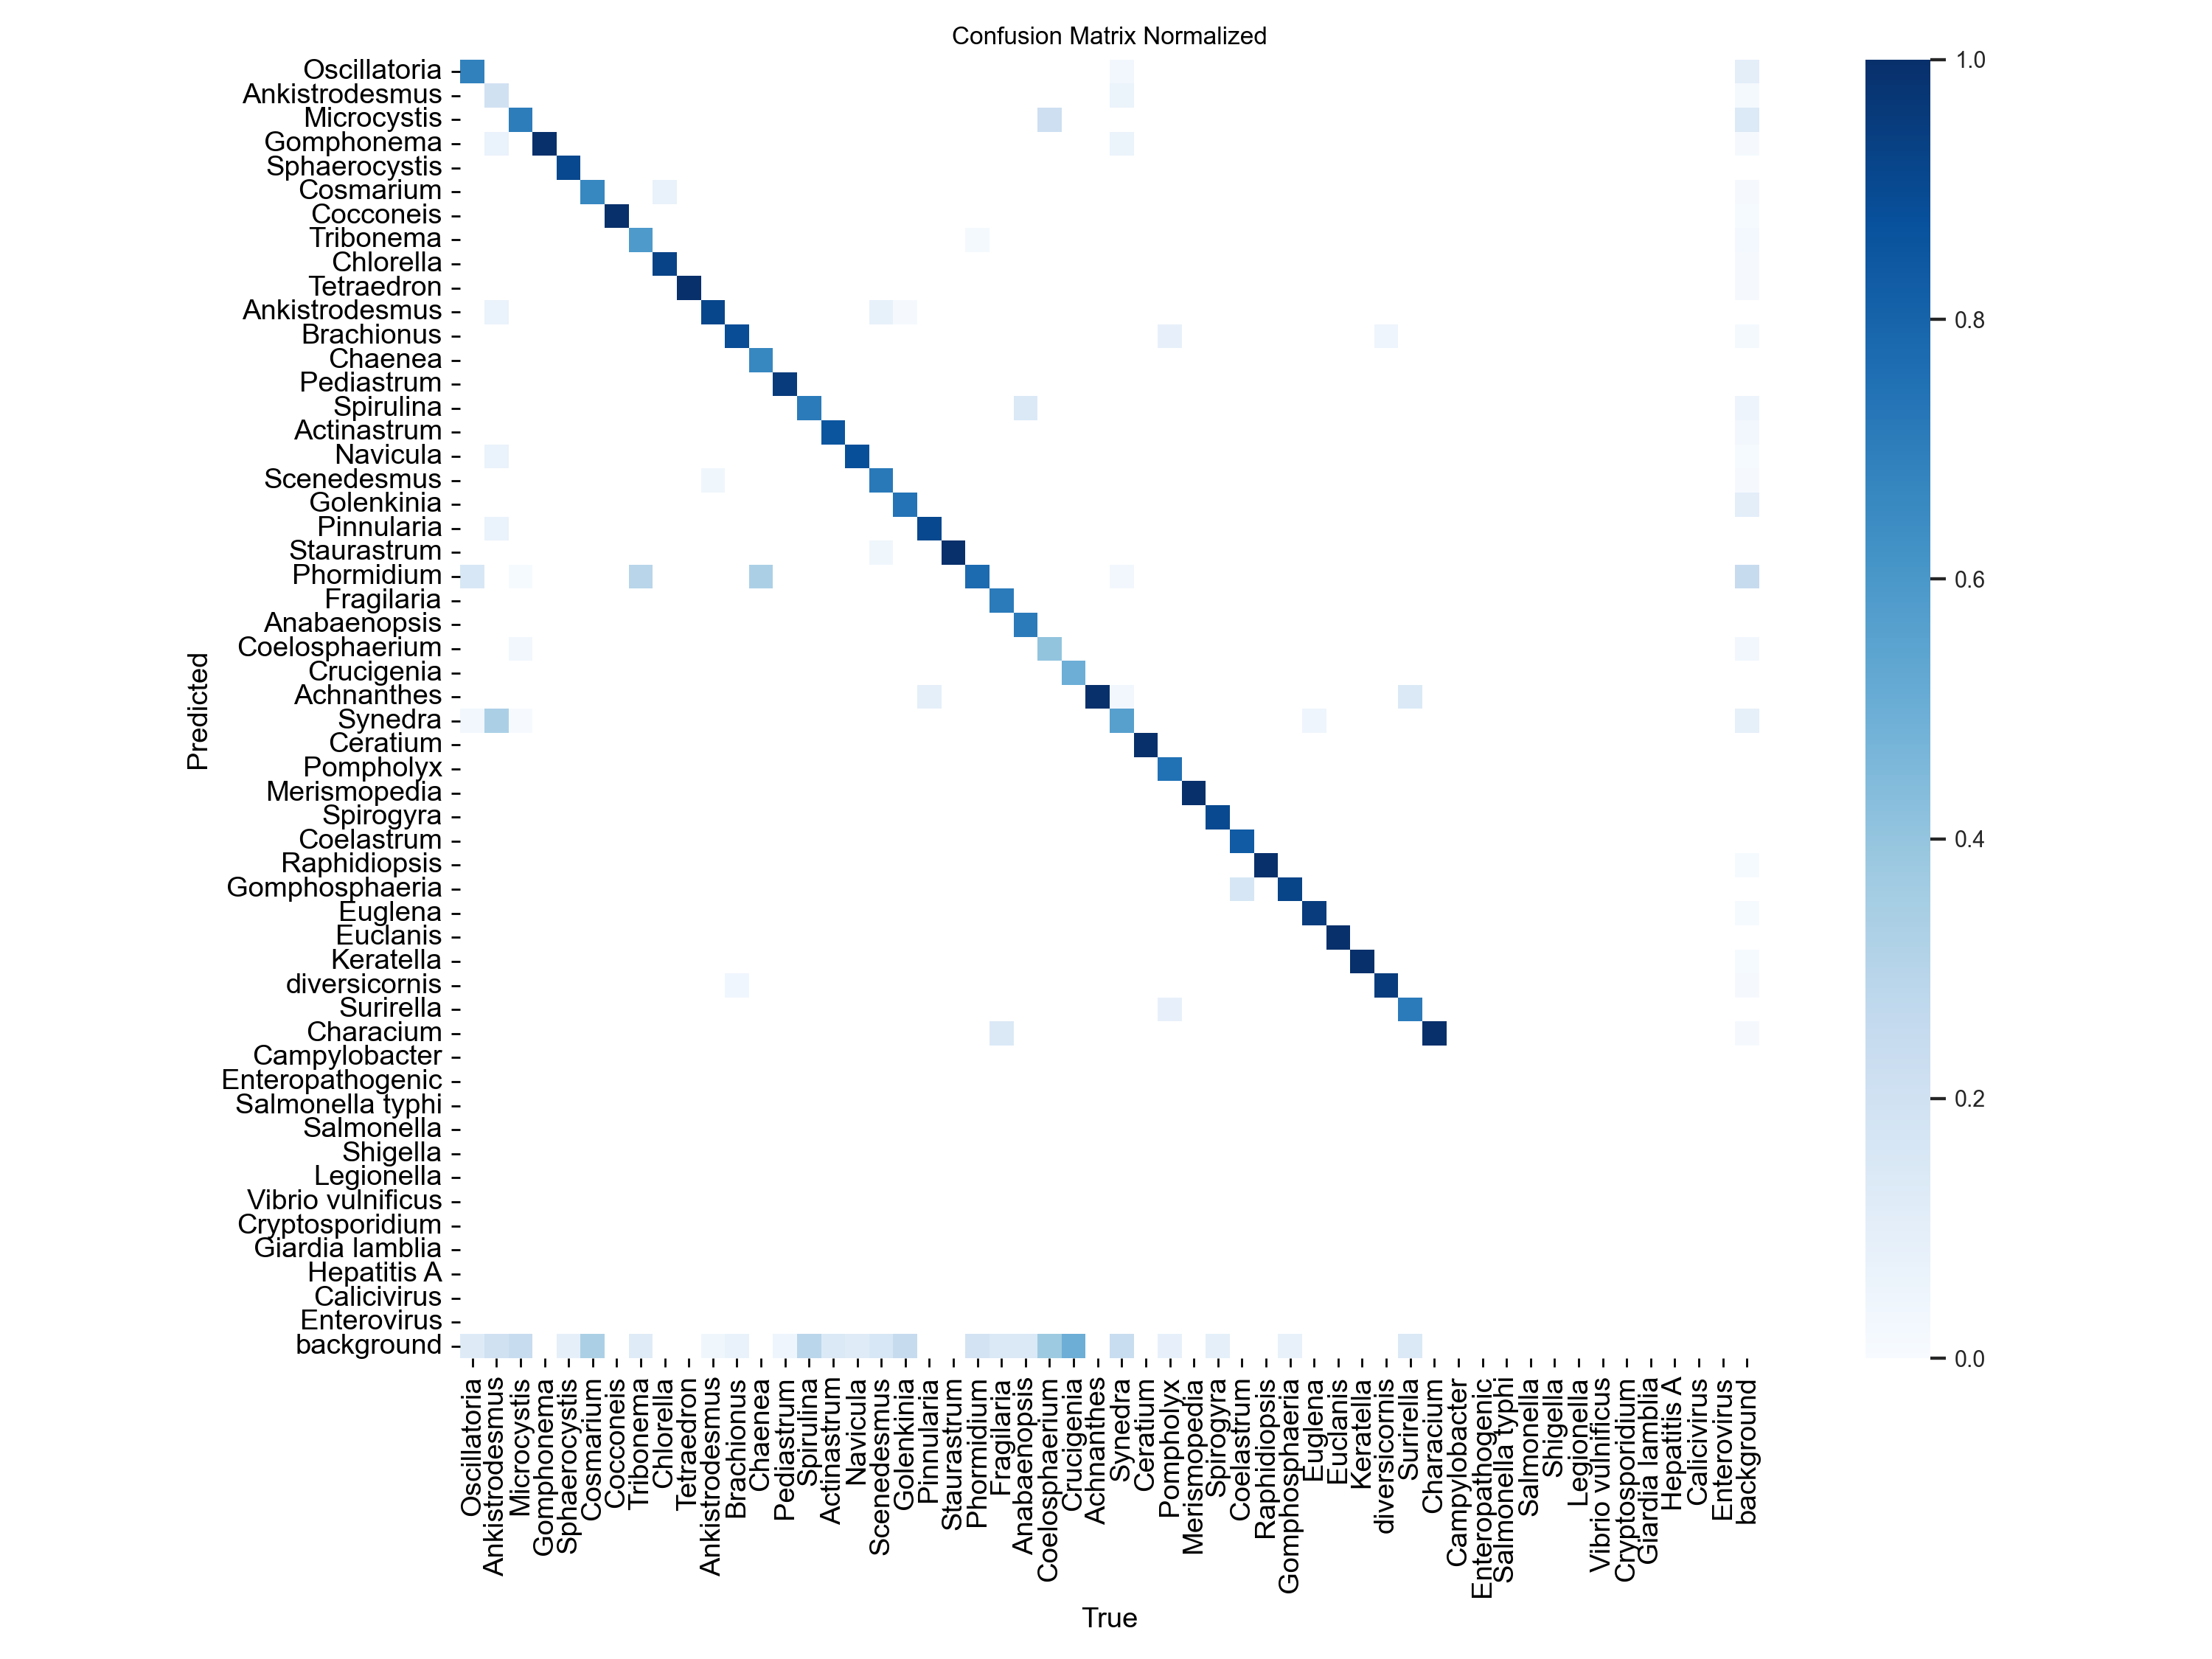 Confusion Matrix Normalized
Oscillatoria
Ankistrodesmus
Microcystis
Gomphonema
Sphaerocystis
Cosmarium
Cocconeis
Tribonema
Chlorella
Tetraedron
Ankistrodesmus
Brachionus
Chaenea
Pediastrum
Spirulina
Actinastrum
Navicula
Scenedesmus
Golenkinia
Pinnularia
Staurastrum
Phormidium
Fragilaria
Anabaenopsis
Coelosphaerium
Crucigenia
Achnanthes
Synedra
Ceratium
Pompholyx
Merismopedia
Spirogyra
Coelastrum
Raphidiopsis
Gomphosphaeria
Euglena
Euclanis
Keratella
diversicornis
Surirella
Characium
Campylobacter
Enteropathogenic
Salmonella typhi
Salmonella
Shigella
Legionella
Vibrio vulnificus
Cryptosporidium
Giardia lamblia
Hepatitis A
Calicivirus
Enterovirus
background
Predicted
Oscillatoria
Ankistrodesmus
Microcystis
Gomphonema
Sphaerocystis
Cosmarium
Cocconeis
Tribonema
Chlorella
Tetraedron
Ankistrodesmus
Brachionus
Chaenea
Pediastrum
Spirulina
Actinastrum
Navicula
Scenedesmus
Golenkinia
Pinnularia
Staurastrum
Phormidium
Fragilaria
Anabaenopsis
Coelosphaerium
Crucigenia
Achnanthes
Synedra
Ceratium
Pompholyx
Merismopedia
Spirogyra
Coelastrum
Raphidiopsis
Gomphosphaeria
Euglena
Euclanis
Keratella
diversicornis
Surirella
Characium
Campylobacter
Enteropathogenic
Salmonella typhi
Salmonella
Shigella
Legionella
Vibrio vulnificus
Cryptosporidium
Giardia lamblia
Hepatitis A
Calicivirus
Enterovirus
background
True
1.0
0.8
0.6
0.4
0.2
0.0